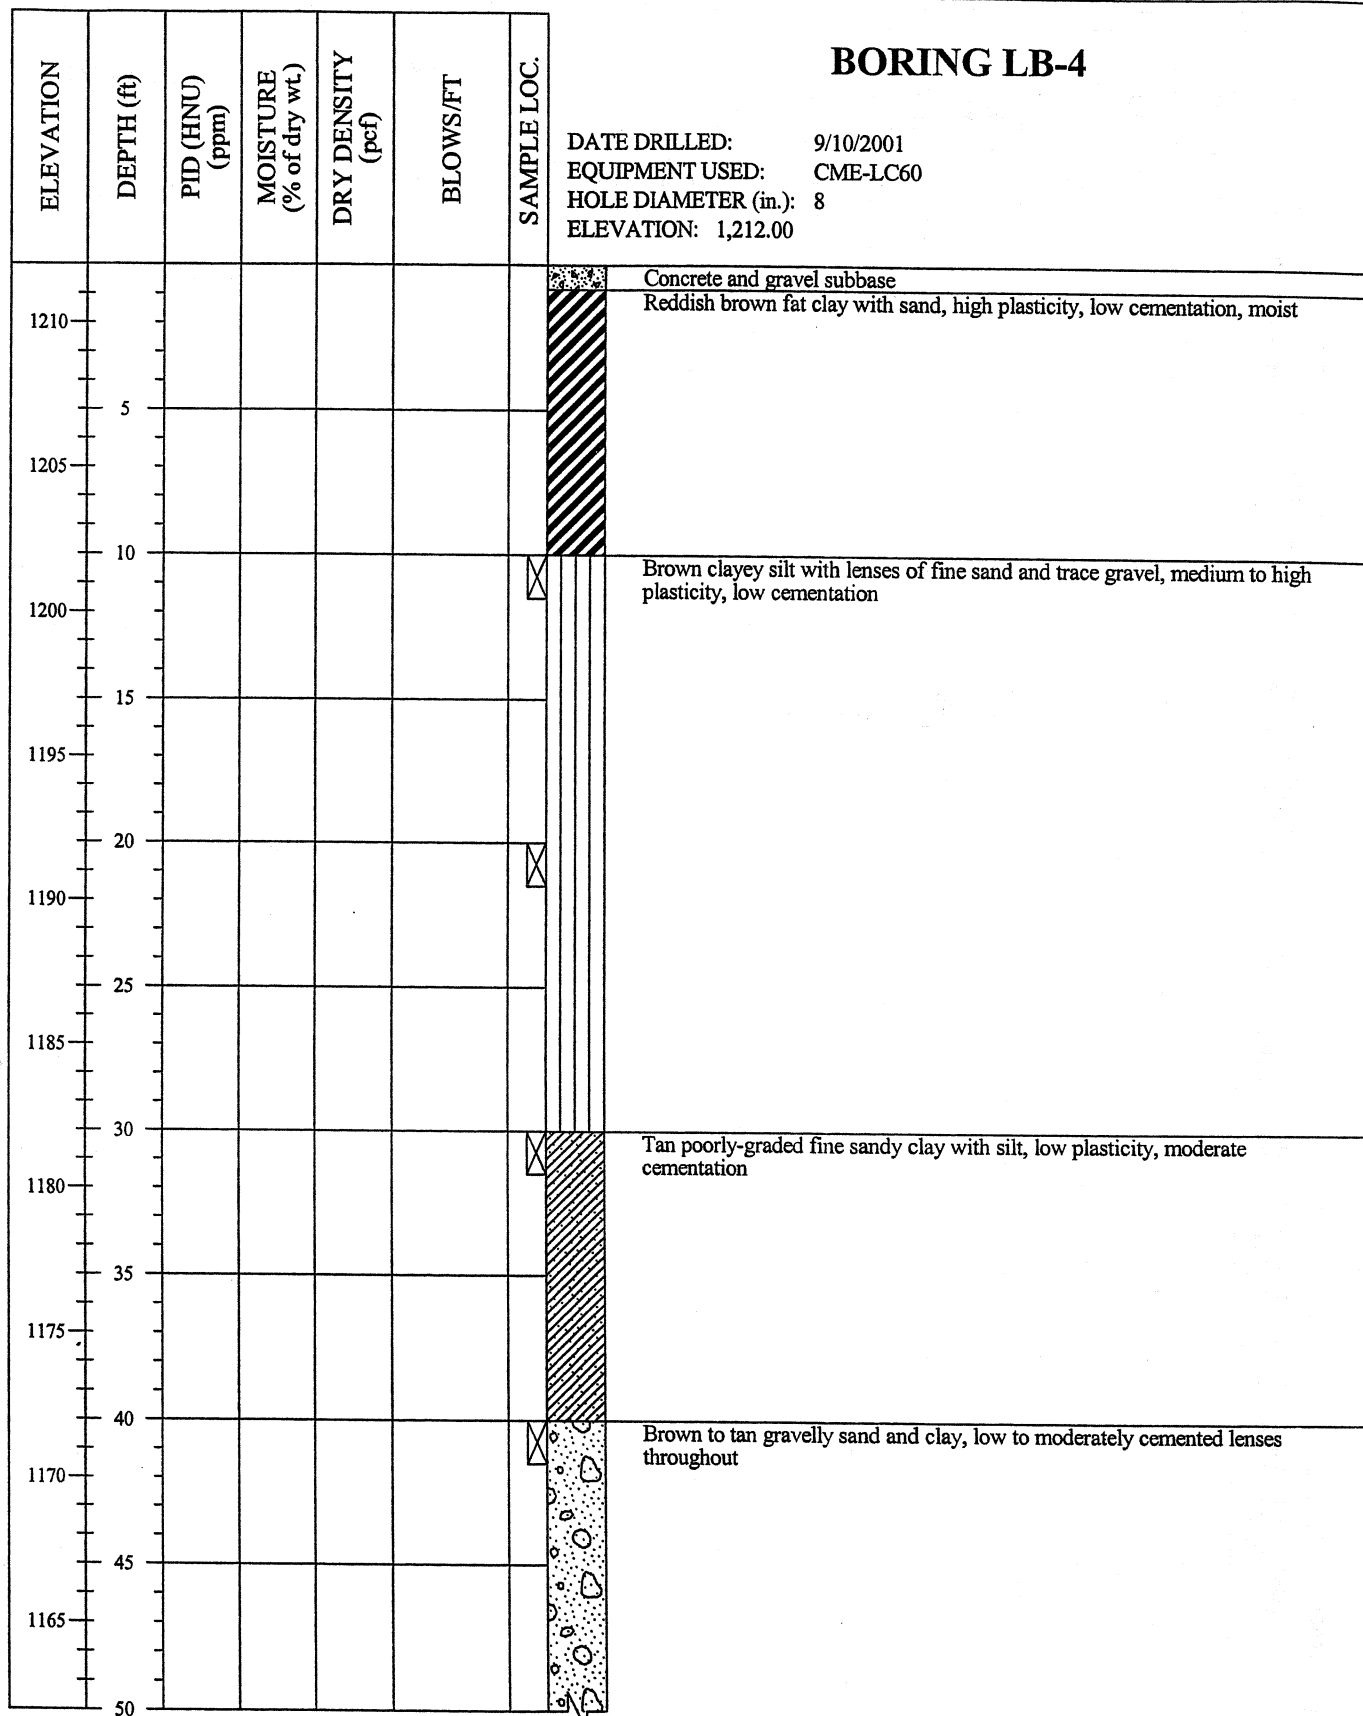 BORING LB-4
ELEVATION
DEPTH (ft)
PID (HNU)
(ppm)
MOISTURE
(% of dry wt.)
DRY DENSITY
(pcf)
BLOWS/FT
SAMPLE LOC.
DATE DRILLED: 9/10/2001
EQUIPMENT USED: CME-LC60
HOLE DIAMETER (in.): 8
ELEVATION: 1,212.00
Concrete and gravel subbase
Reddish brown fat clay with sand, high plasticity, low cementation, moist
1210
5
1205
10
Brown clayey silt with lenses of fine sand and trace gravel, medium to high
plasticity, low cementation
1200
15
1195
20
1190
25
1185
30
Tan poorly-graded fine sandy clay with silt, low plasticity, moderate
cementation
1180
35
1175
40
Brown to tan gravelly sand and clay, low to moderately cemented lenses
throughout
1170
45
1165
50